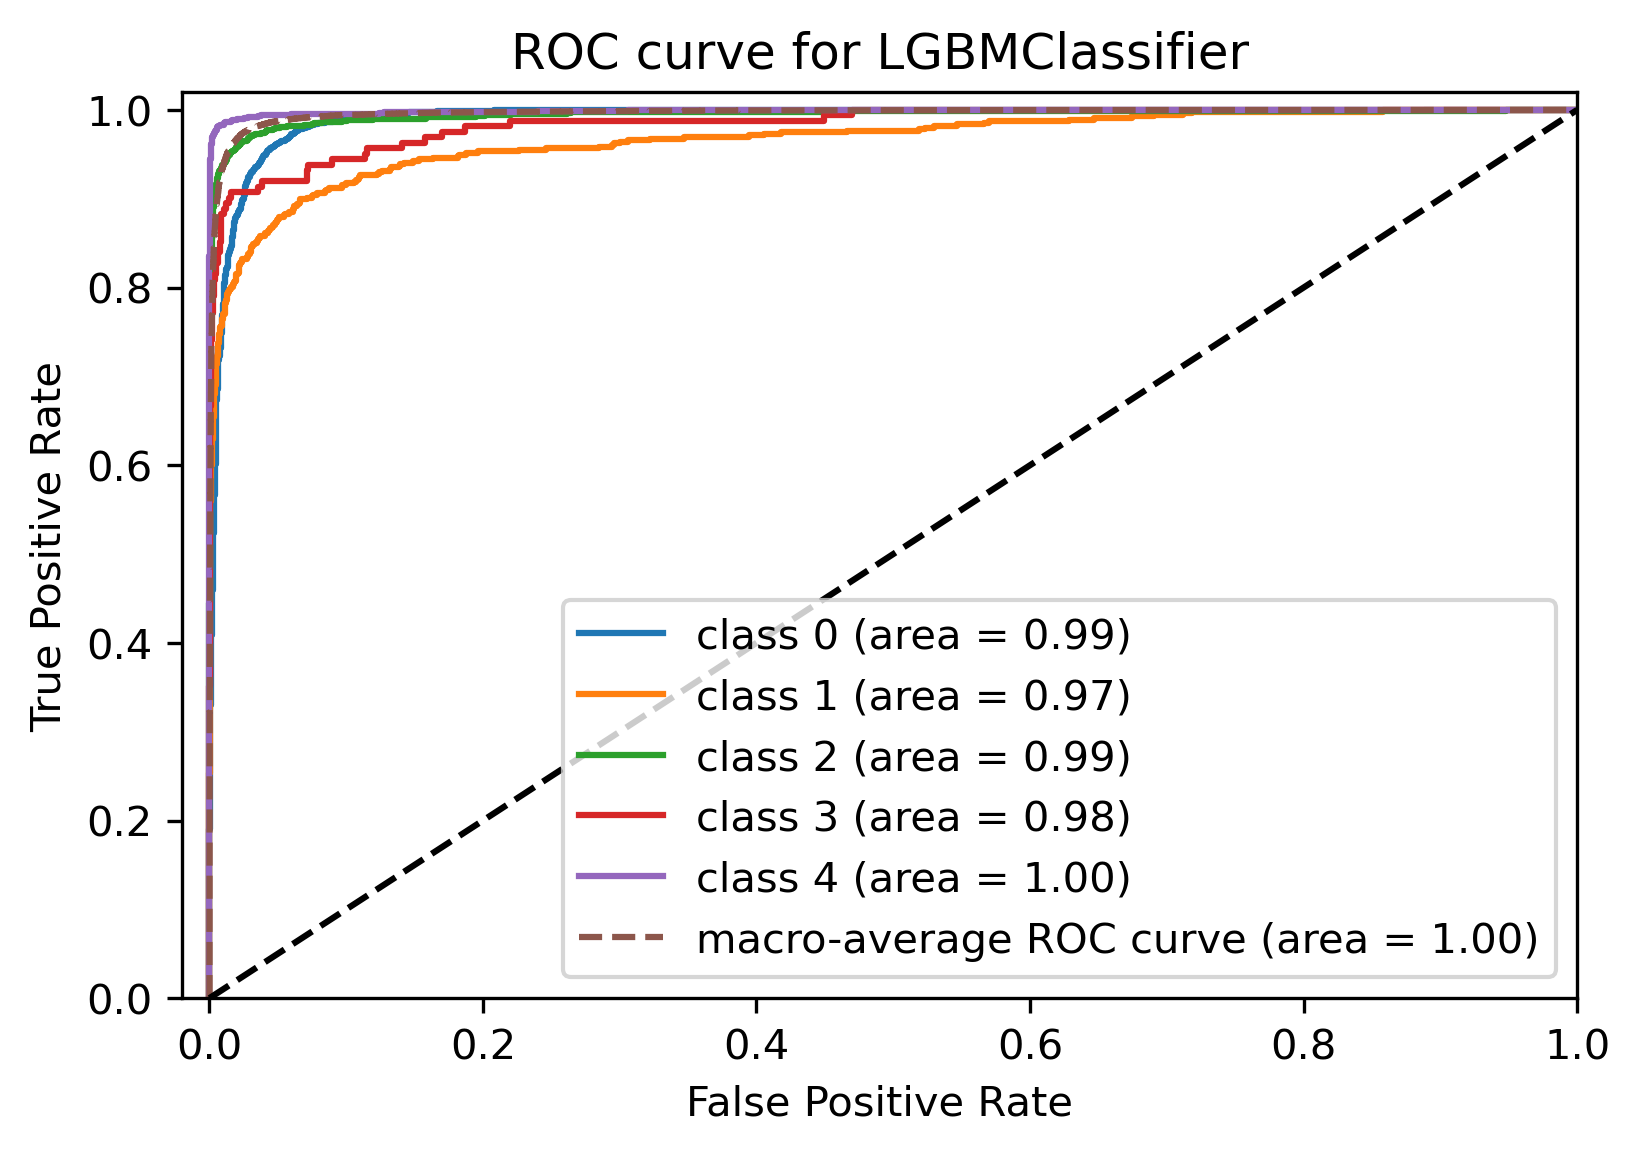 ROC curve for LGBMClassifier
1.0
0.8
0.6
0.4
0.2
0.0
True Positive Rate
class 0 (area = 0.99)
class 1 (area = 0.97)
class 2 (area = 0.99)
class 3 (area = 0.98)
class 4 (area = 1.00)
macro-average ROC curve (area = 1.00)
0.0 0.2 0.4 0.6 0.8 1.0
False Positive Rate